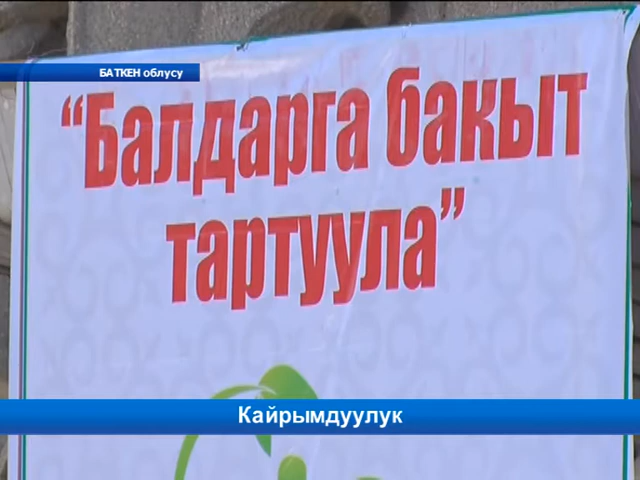 БАТКЕН облусу
“Балдарга бакыт
тартуула”
Кайрымдуулук